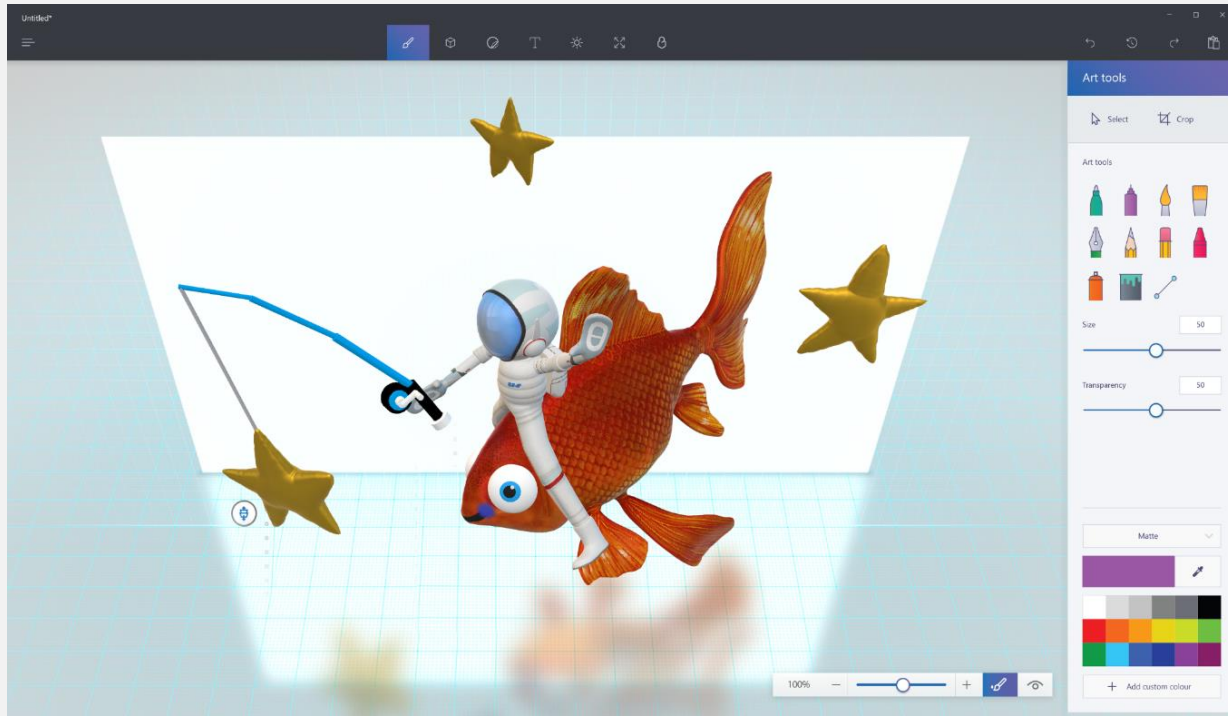 Untitled*
Art tools
Select
Crop
Art tools
Size
50
Transparency
50
Matte
100%
Add custom colour